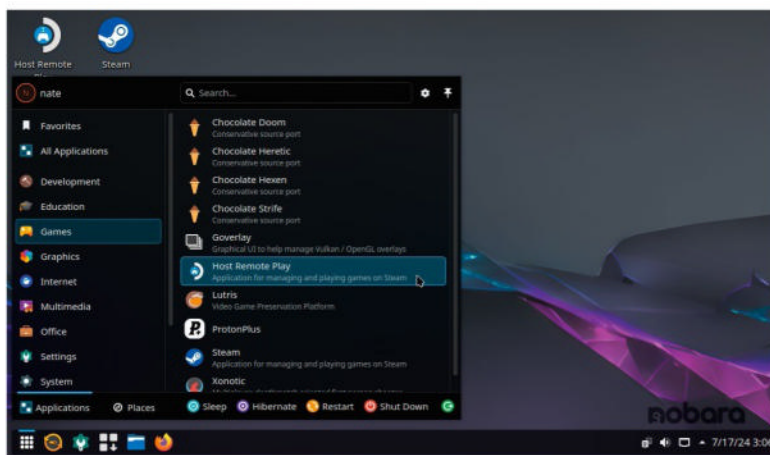 Host Remote
Steam
nate
Search...
Favorites
All Applications
Development
Education
Games
Graphics
Internet
Multimedia
Office
Settings
System
Chocolate Doom
Conservative source port
Chocolate Heretic
Conservative source port
Chocolate Hexen
Conservative source port
Chocolate Strife
Conservative source port
Goverlay
Graphical UI to help manage Vulkan / OpenGL overlays
Host Remote Play
Application for managing and playing games on Steam
Lutris
Video Game Preservation Platform
ProtonPlus
Steam
Application for managing and playing games on Steam
Xonotic
Applications
Places
Sleep
Hibernate
Restart
Shut Down
nobara
7/17/24 3:06